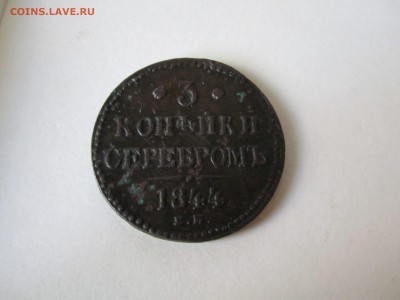 COINS.LAVE.RU
* 3 *
КОПѢЙКИ
СЕРЕБРОМЪ
1844
Е.М.